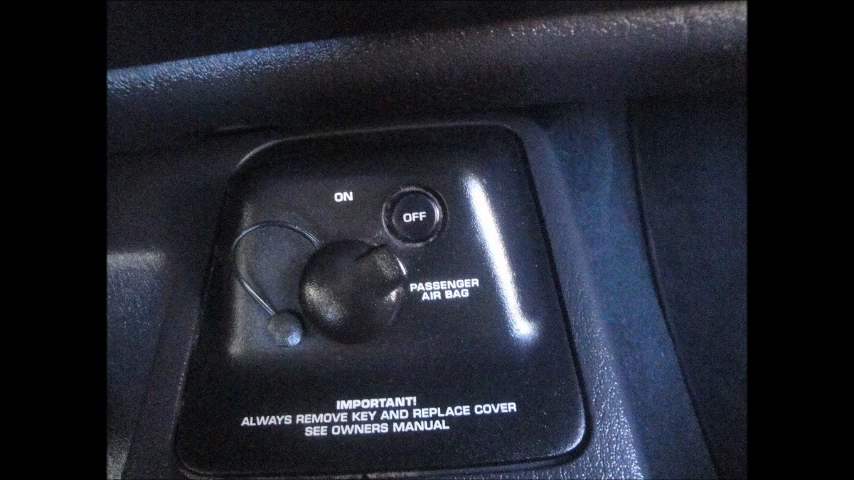 ON
OFF
PASSENGER
AIR BAG
IMPORTANT!
ALWAYS REMOVE KEY AND REPLACE COVER
SEE OWNERS MANUAL